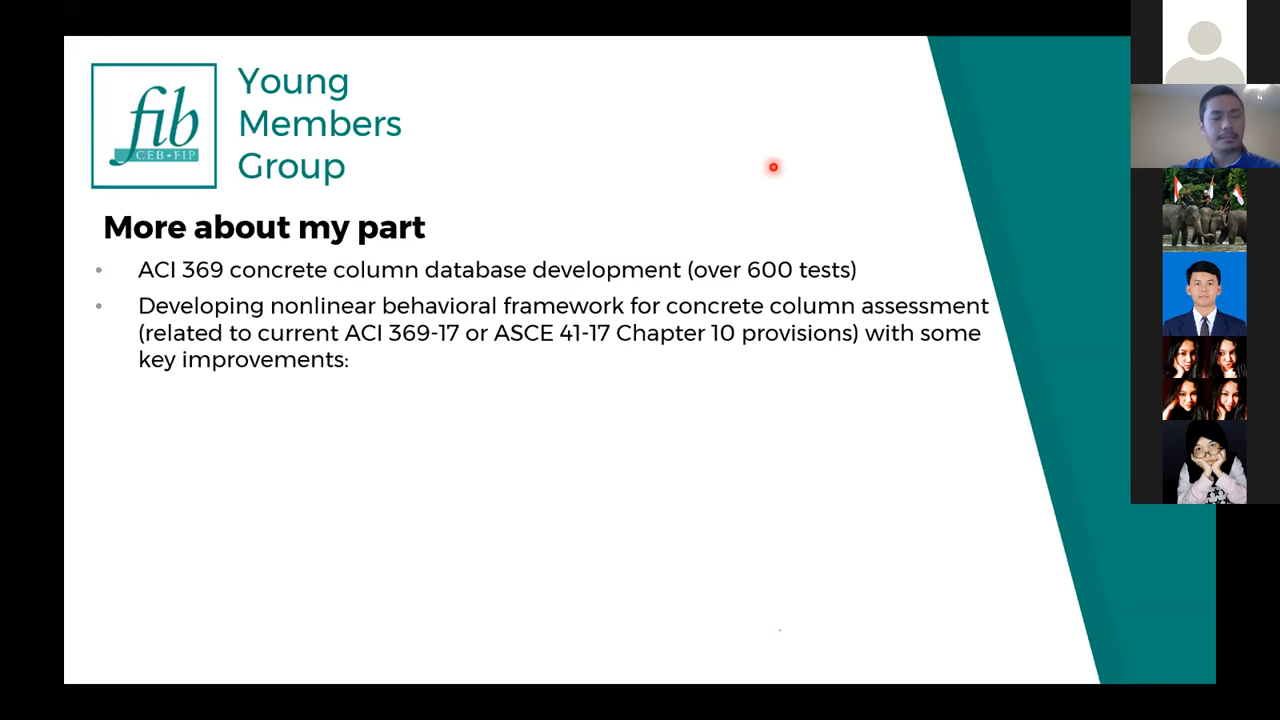 fib
CEB-FIP
Young
Members
Group
More about my part
• ACI 369 concrete column database development (over 600 tests)
• Developing nonlinear behavioral framework for concrete column assessment
(related to current ACI 369-17 or ASCE 41-17 Chapter 10 provisions) with some
key improvements: